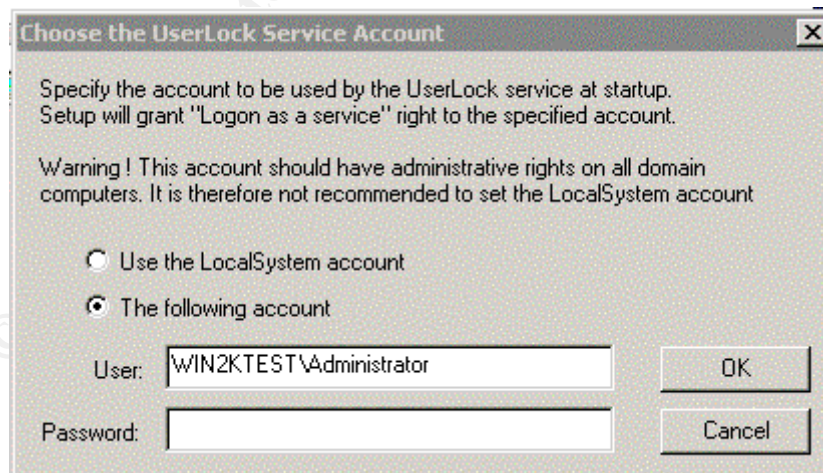 Choose the UserLock Service Account
Specify the account to be used by the UserLock service at startup.
Setup will grant "Logon as a service" right to the specified account.
Warning ! This account should have administrative rights on all domain
computers. It is therefore not recommended to set the LocalSystem account
Use the LocalSystem account
The following account
User: WIN2KTEST\Administrator OK
Password: Cancel